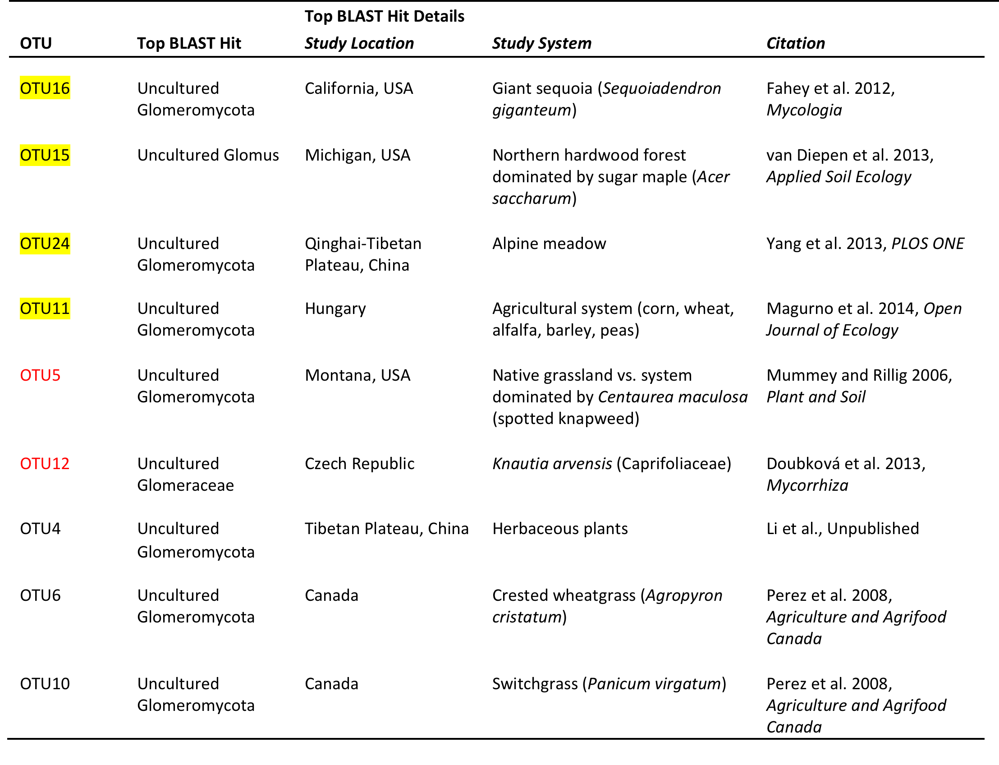 Top BLAST Hit Details
OTU Top BLAST Hit Study Location Study System Citation
OTU16 Uncultured California, USA Giant sequoia (Sequoiadendron Fahey et al. 2012,
Glomeromycota giganteum) Mycologia
OTU15 Uncultured Glomus Michigan, USA Northern hardwood forest van Diepen et al. 2013,
dominated by sugar maple (Acer Applied Soil Ecology
saccharum)
OTU24 Uncultured Qinghai-Tibetan Alpine meadow Yang et al. 2013, PLOS ONE
Glomeromycota Plateau, China
OTU11 Uncultured Hungary Agricultural system (corn, wheat, Magurno et al. 2014, Open
Glomeromycota alfalfa, barley, peas) Journal of Ecology
OTU5 Uncultured Montana, USA Native grassland vs. system Mummey and Rillig 2006,
Glomeromycota dominated by Centaurea maculosa Plant and Soil
(spotted knapweed)
OTU12 Uncultured Czech Republic Knautia arvensis (Caprifoliaceae) Doubková et al. 2013,
Glomeraceae Mycorrhiza
OTU4 Uncultured Tibetan Plateau, China Herbaceous plants Li et al., Unpublished
Glomeromycota
OTU6 Uncultured Canada Crested wheatgrass (Agropyron Perez et al. 2008,
Glomeromycota cristatum) Agriculture and Agrifood
Canada
OTU10 Uncultured Canada Switchgrass (Panicum virgatum) Perez et al. 2008,
Glomeromycota Agriculture and Agrifood
Canada